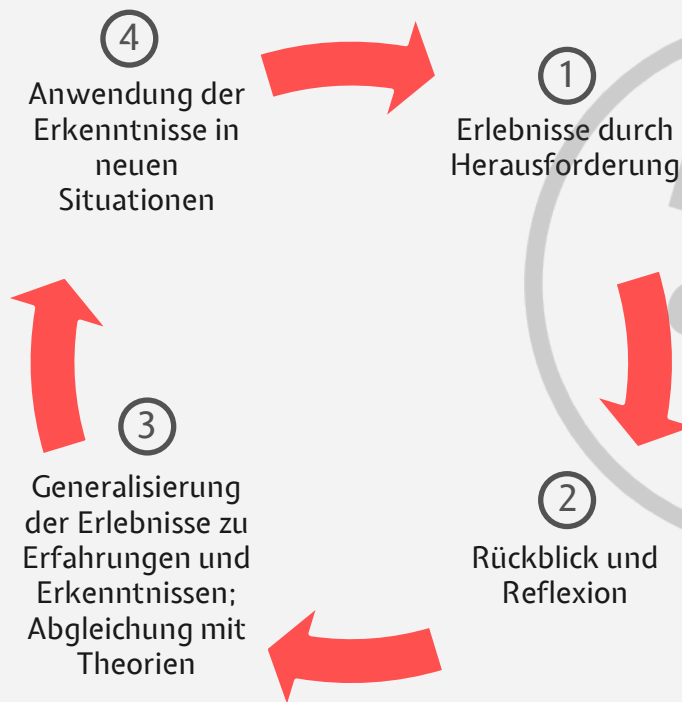 4
Anwendung der
Erkenntnisse in
neuen
Situationen
1
Erlebnisse durch
Herausforderung
3
Generalisierung
der Erlebnisse zu
Erfahrungen und
Erkenntnissen;
Abgleichung mit
Theorien
2
Rückblick und
Reflexion